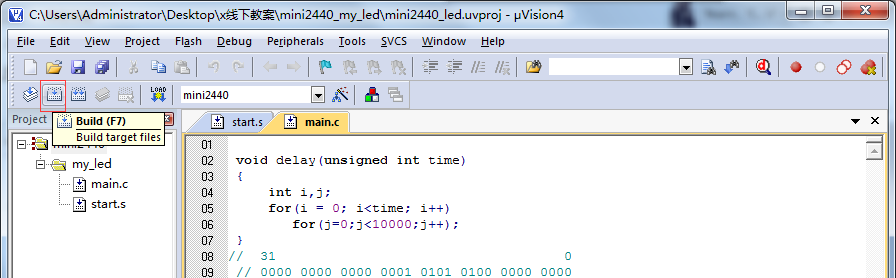 C:\Users\Administrator\Desktop\x线下教案\mini2440_my_led\mini2440_led.uvproj - µVision4
File Edit View Project Flash Debug Peripherals Tools SVCS Window Help
LOAD mini2440
Project
Build (F7)
Build target files
my_led
main.c
start.s
start.s main.c
01
02 void delay(unsigned int time)
03 {
04 int i,j;
05 for(i = 0; i<time; i++)
06 for(j=0;j<10000;j++);
07 }
08 // 31 0
09 // 0000 0000 0000 0001 0101 0100 0000 0000